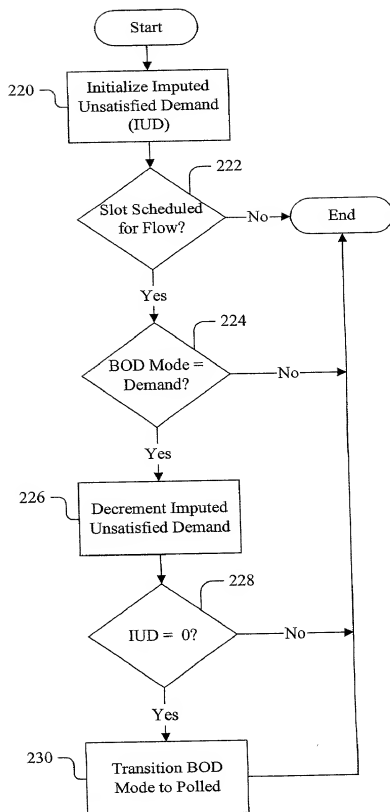 Start
220
Initialize Imputed
Unsatisfied Demand
(IUD)
222
Slot Scheduled
for Flow?
No
End
Yes
224
BOD Mode =
Demand?
No
Yes
226
Decrement Imputed
Unsatisfied Demand
228
IUD = 0?
No
Yes
230
Transition BOD
Mode to Polled